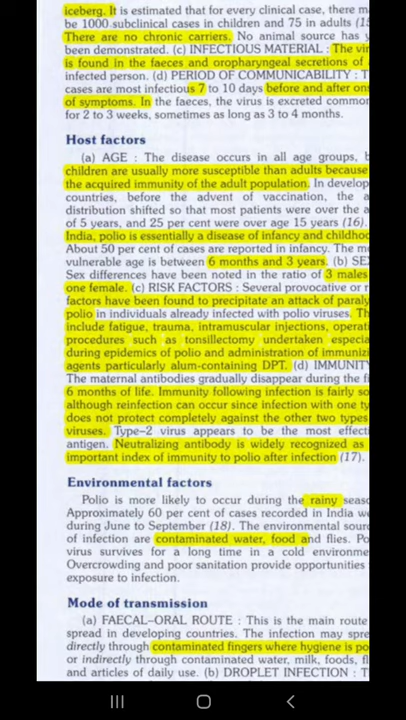 iceberg. It is estimated that for every clinical case, there m
be 1000 subclinical cases in children and 75 in adults (15
There are no chronic carriers. No animal source has y
been demonstrated. (c) INFECTIOUS MATERIAL : The vir
is found in the faeces and oropharyngeal secretions of a
infected person. (d) PERIOD OF COMMUNICABILITY : T
cases are most infectious 7 to 10 days before and after ons
of symptoms. In the faeces, the virus is excreted common
for 2 to 3 weeks, sometimes as long as 3 to 4 months.
Host factors
(a) AGE : The disease occurs in all age groups, b
children are usually more susceptible than adults because
the acquired immunity of the adult population. In develop
countries, before the advent of vaccination, the a
distribution shifted so that most patients were over the a
of 5 years, and 25 per cent were over age 15 years (16)
India, polio is essentially a disease of infancy and childhoo
About 50 per cent of cases are reported in infancy. The m
vulnerable age is between 6 months and 3 years. (b) SE
Sex differences have been noted in the ratio of 3 males
one female. (c) RISK FACTORS : Several provocative or r
factors have been found to precipitate an attack of paraly
polio in individuals already infected with polio viruses. Th
include fatigue, trauma, intramuscular injections, operati
procedures such as tonsillectomy undertaken especia
during epidemics of polio and administration of immunizi
agents particularly alum-containing DPT. (d) IMMUNIT
The maternal antibodies gradually disappear during the fi
6 months of life. Immunity following infection is fairly so
although reinfection can occur since infection with one ty
does not protect completely against the other two types
viruses. Type-2 virus appears to be the most effecti
antigen. Neutralizing antibody is widely recognized as
important index of immunity to polio after infection (17).
Environmental factors
Polio is more likely to occur during the rainy seaso
Approximately 60 per cent of cases recorded in India we
during June to September (18). The environmental sour
of infection are contaminated water, food and flies. Po
virus survives for a long time in a cold environme
Overcrowding and poor sanitation provide opportunities
exposure to infection.
Mode of transmission
(a) FAECAL-ORAL ROUTE : This is the main route
spread in developing countries. The infection may spre
directly through contaminated fingers where hygiene is po
or indirectly through contaminated water, milk, foods, fl
and articles of daily use. (b) DROPLET INFECTION : T